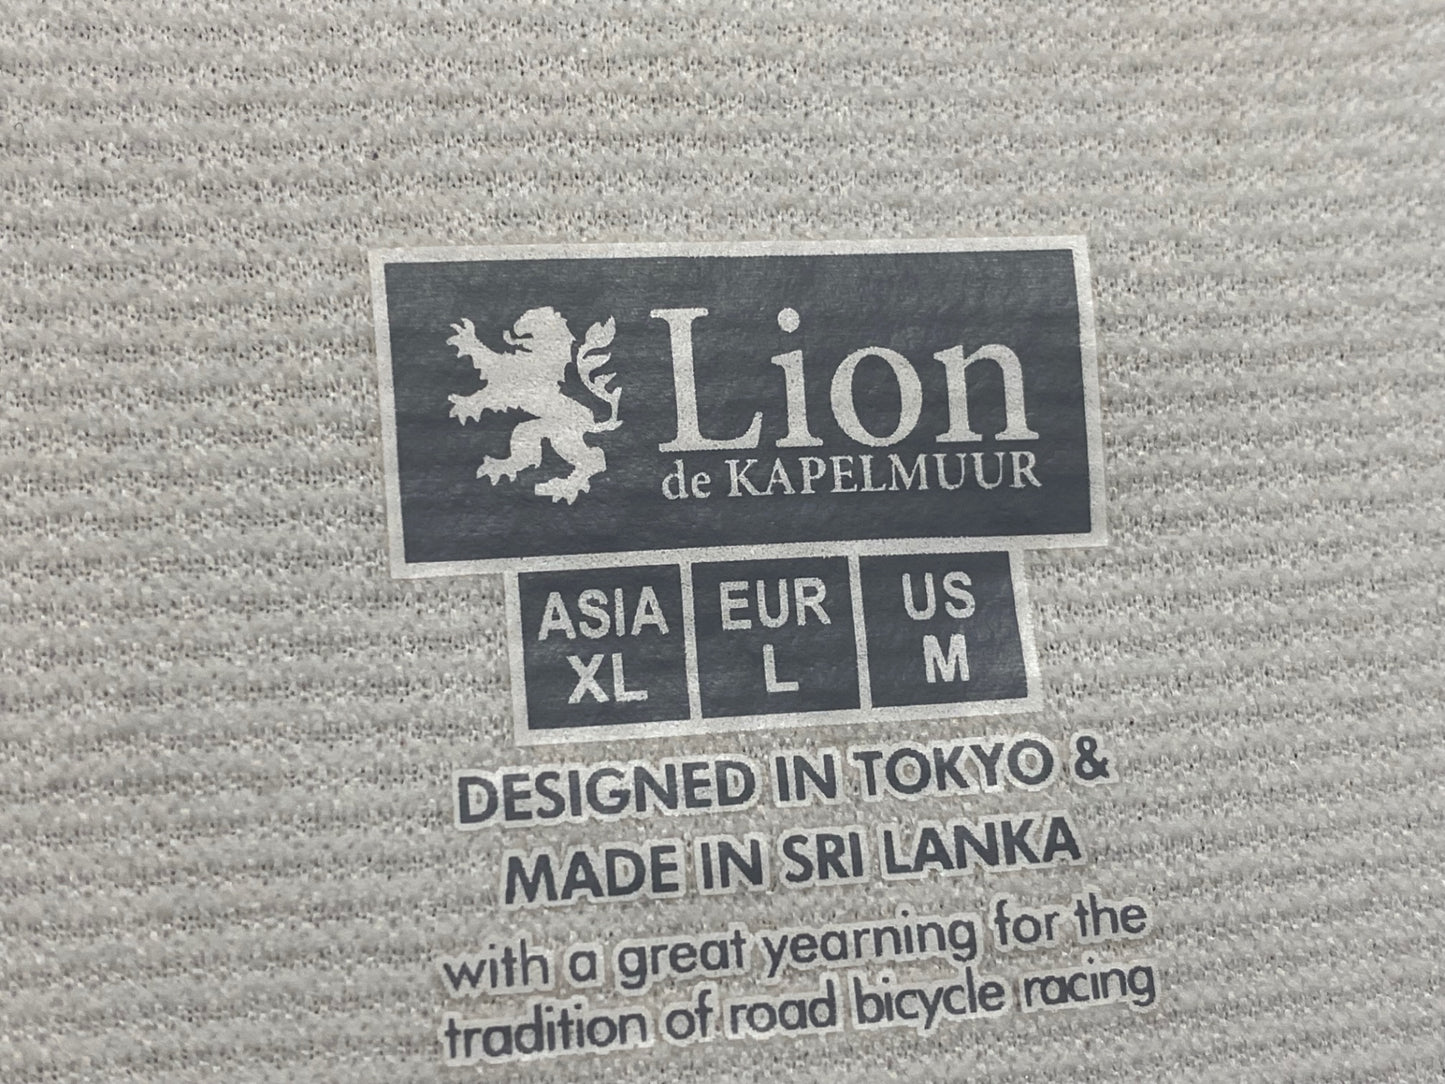 Lion
de KAPELMUUR
ASIA EUR US
XL L M
DESIGNED IN TOKYO &
MADE IN SRI LANKA
with a great yearning for the
tradition of road bicycle racing